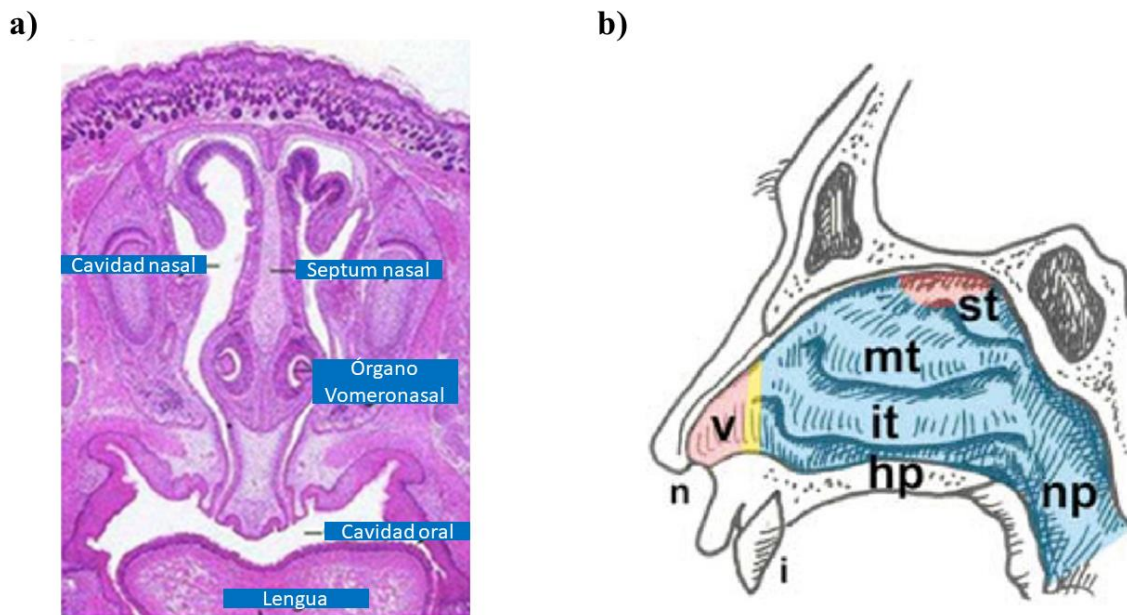 a)
Cavidad nasal
Septum nasal
Órgano
Vomeronasal
Cavidad oral
Lengua
b)
st
mt
v
it
hp
n
np
i